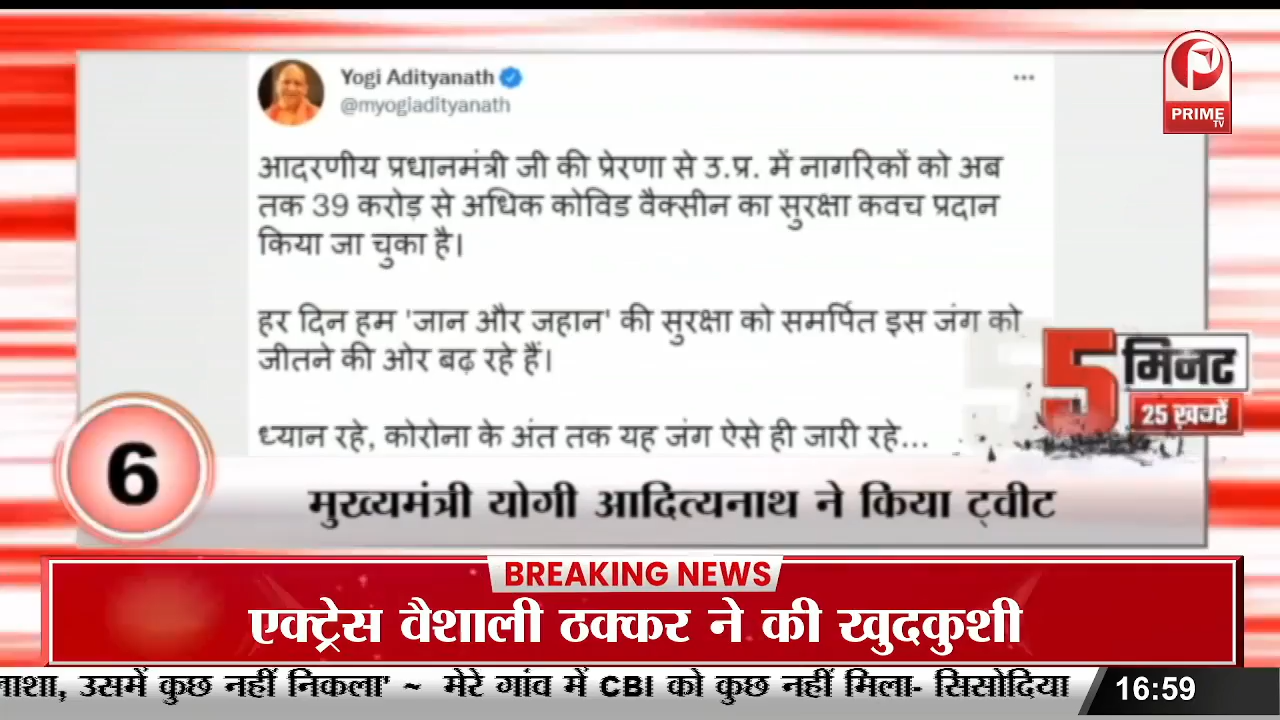 Yogi Adityanath
@myogiadityanath
PRIME
TV
आदरणीय प्रधानमंत्री जी की प्रेरणा से उ.प्र. में नागरिकों को अब
तक 39 करोड़ से अधिक कोविड वैक्सीन का सुरक्षा कवच प्रदान
किया जा चुका है।
हर दिन हम 'जान और जहान' की सुरक्षा को समर्पित इस जंग को
जीतने की ओर बढ़ रहे हैं।
ध्यान रहे, कोरोना के अंत तक यह जंग ऐसे ही जारी रहे...
5 मिनट
25 ख़बरें
6
मुख्यमंत्री योगी आदित्यनाथ ने किया ट्वीट
BREAKING NEWS
एक्ट्रेस वैशाली ठक्कर ने की खुदकुशी
उसमें कुछ नहीं निकला' ~ मेरे गांव में CBI को कुछ नहीं मिला- सिसोदिया
16:59